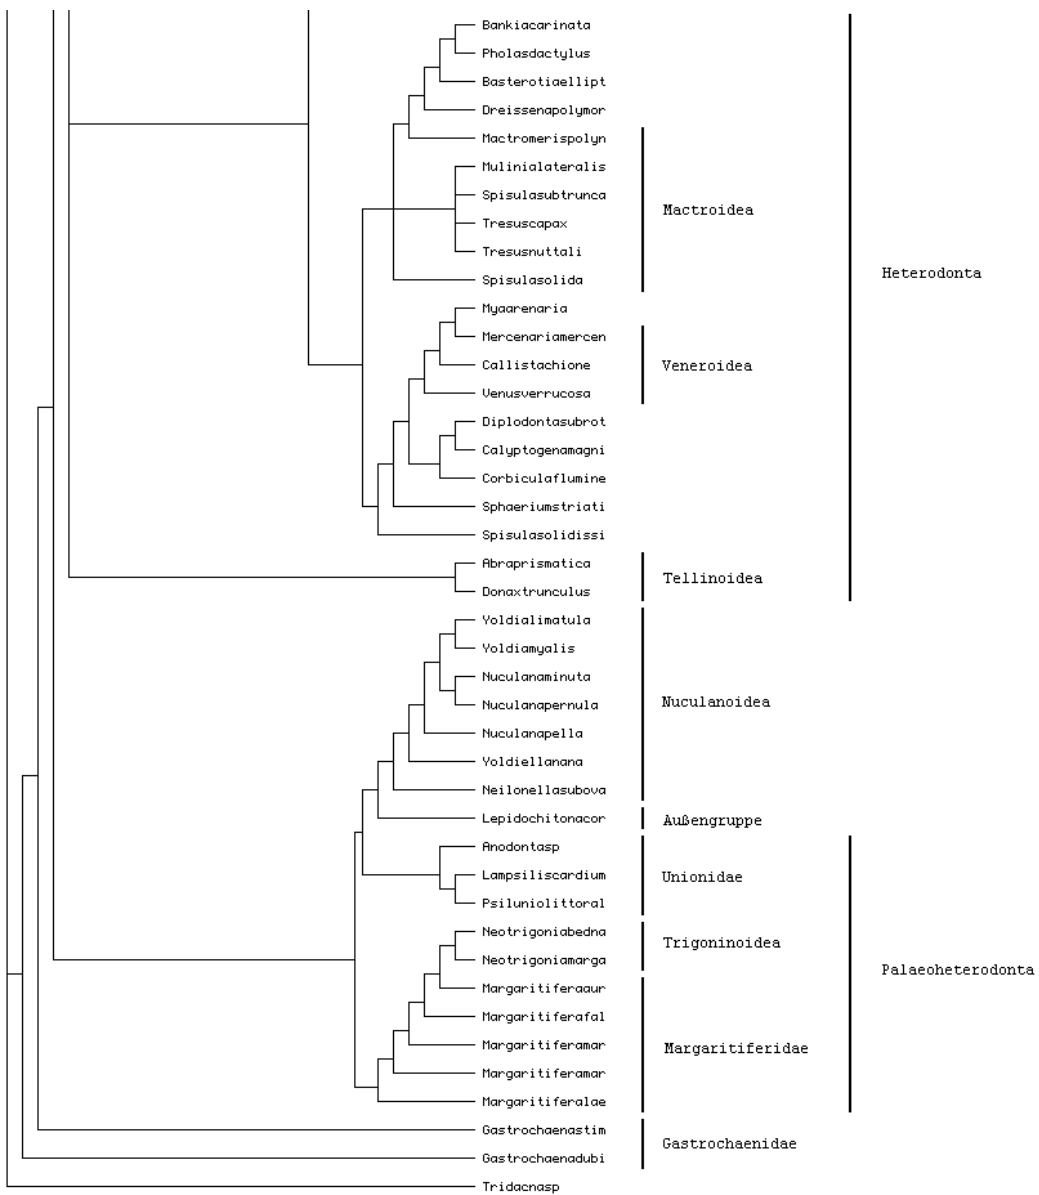 Bankiacarinata
Pholasdactylus
Basterotiaellipt
Dreissenapolymor
Mactromerispolyn
Mulinialateralis
Spisulasubtrunca
Mactroidea
Tresuscapax
Tresusnuttali
Heterodonta
Spisulasolida
Myaarenaria
Mercenariamercen
Callistachione
Veneroidea
Venusverrucosa
Diplodontasubrot
Calyptogenamagni
Corbiculaflumine
Sphaeriumstriati
Spisulasolidissi
Abraprismatica
Tellinoidea
Donaxtrunculus
Yoldialimatula
Yoldiamyalis
Nuculanaminuta
Nuculanapernula
Nuculanoidea
Nuculanapella
Yoldiellanana
Neilonellasubova
Lepidochitonacor
Außengruppe
Anodontasp
Lampsiliscardium
Unionidae
Psiluniolittoral
Neotrigoniabedna
Trigoninoidea
Neotrigoniamarga
Palaeoheterodonta
Margaritiferaaur
Margaritiferafal
Margaritiferamar
Margaritiferidae
Margaritiferamar
Margaritiferalae
Gastrochaenastim
Gastrochaenidae
Gastrochaenadubi
Tridacnasp